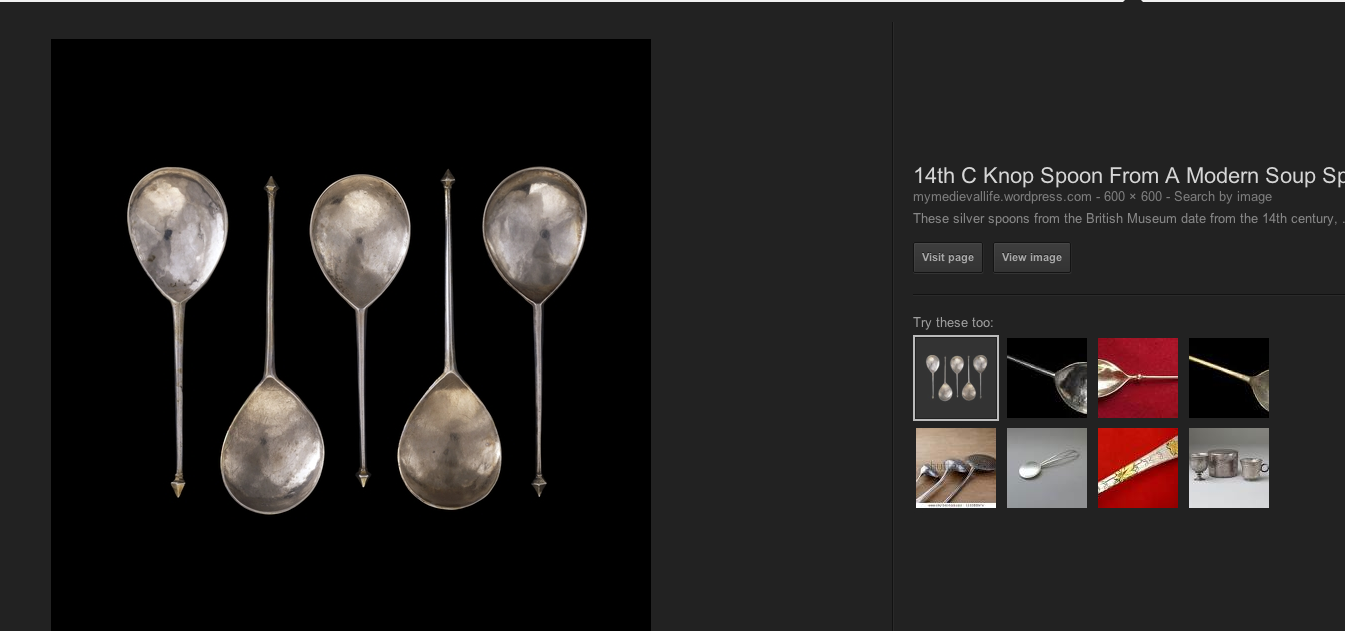 14th C Knop Spoon From A Modern Soup Sp
mymedievallife.wordpress.com - 600 × 600 - Search by image
These silver spoons from the British Museum date from the 14th century, .
Visit page View image
Try these too: